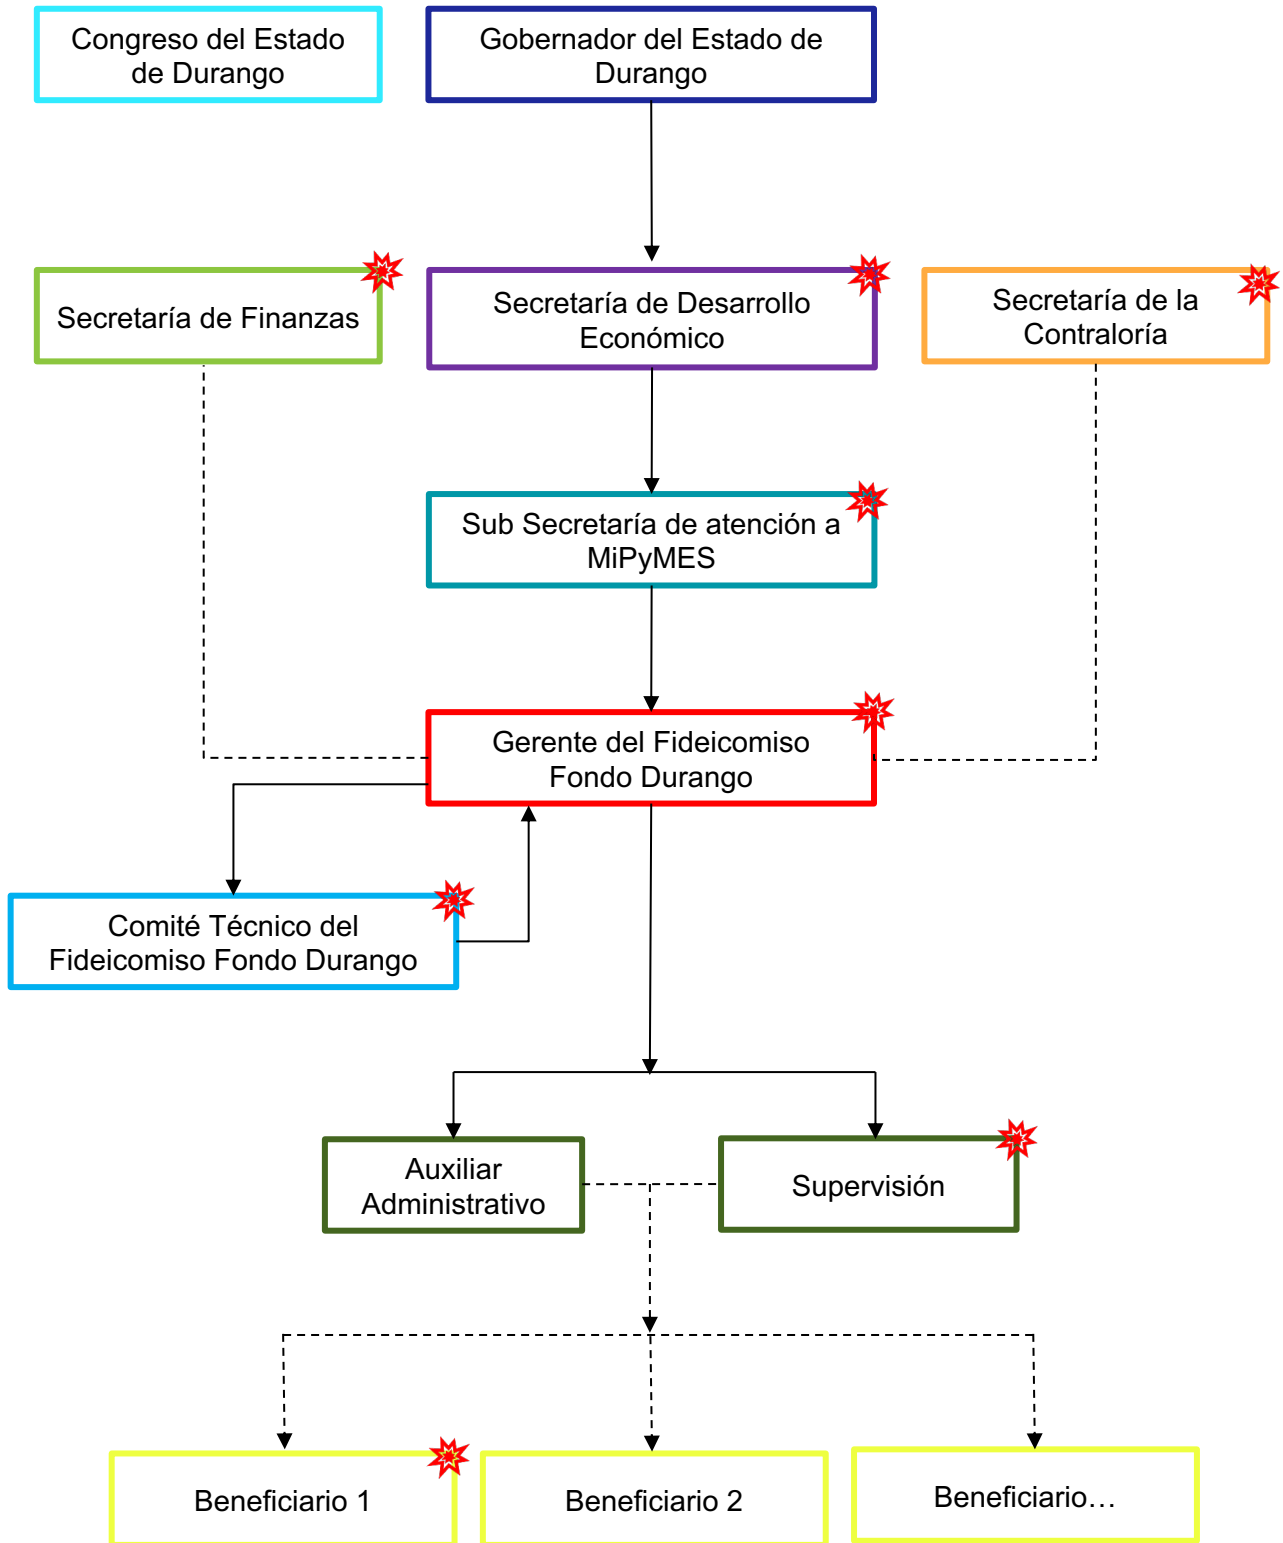 Congreso del Estado
de Durango
Gobernador del Estado de
Durango
Secretaría de Finanzas
Secretaría de Desarrollo
Económico
Secretaría de la
Contraloría
Sub Secretaría de atención a
MiPyMES
Gerente del Fideicomiso
Fondo Durango
Comité Técnico del
Fideicomiso Fondo Durango
Auxiliar
Administrativo
Supervisión
Beneficiario 1
Beneficiario 2
Beneficiario…